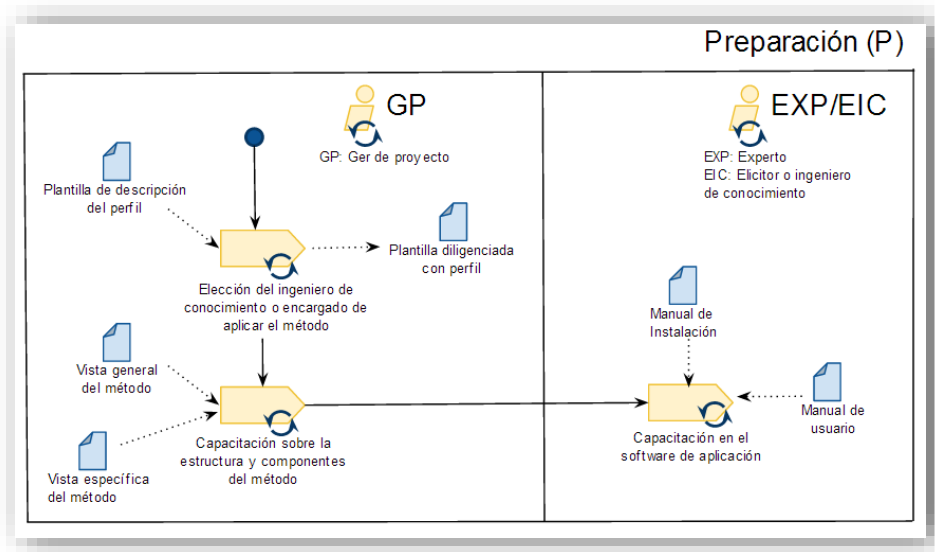 Preparación (P)
GP
GP: Ger de proyecto
Plantilla de descripción
del perfil
Plantilla diligenciada
con perfil
Elección del ingeniero de
conocimiento o encargado de
aplicar el método
Vista general
del método
Vista específica
del método
Capacitación sobre la
estructura y componentes
del método
EXP/EIC
EXP: Experto
EIC: Elicitor o ingeniero
de conocimiento
Manual de
Instalación
Manual de
usuario
Capacitación en el
software de aplicación